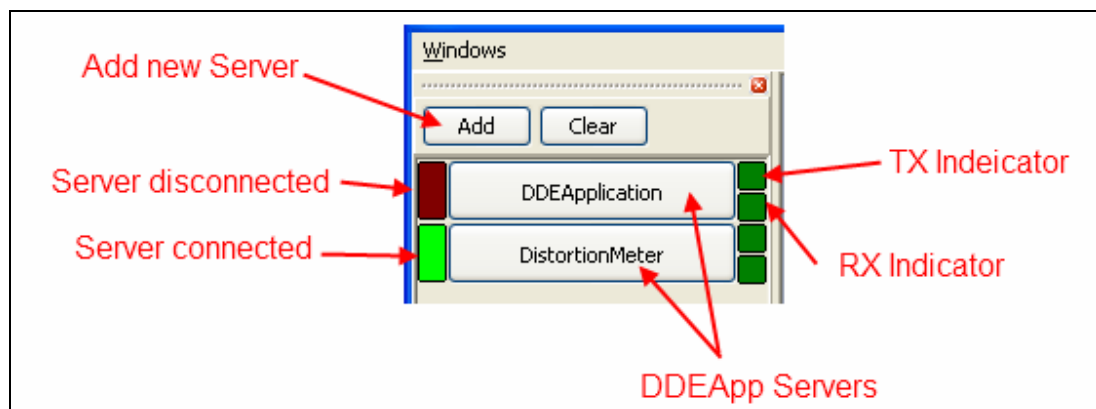 Windows
Add new Server
Add
Clear
Server disconnected
DDEApplication
TX Indeicator
Server connected
DistortionMeter
RX Indicator
DDEApp Servers